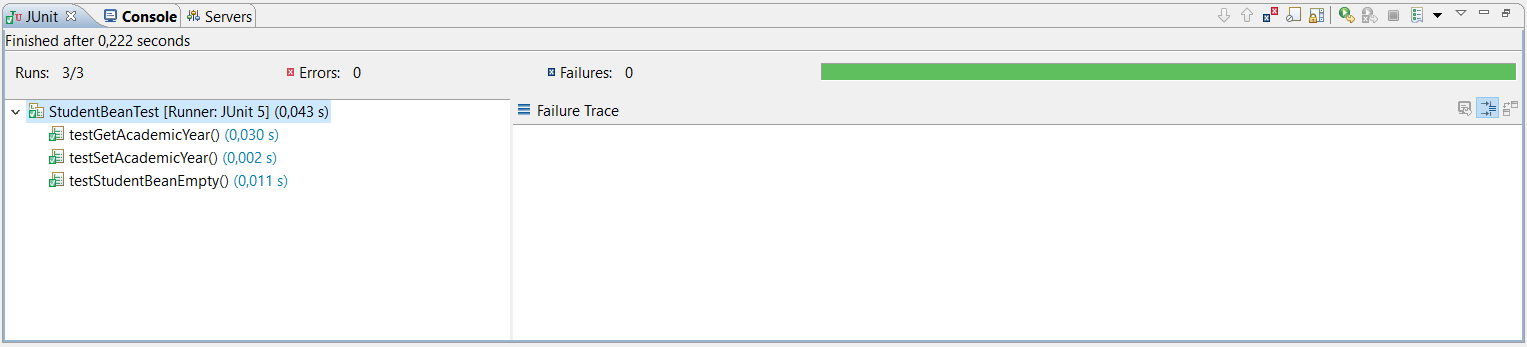 JUnit Console Servers
Finished after 0,222 seconds
Runs: 3/3 Errors: 0 Failures: 0
StudentBeanTest [Runner: JUnit 5] (0,043 s)
Failure Trace
testGetAcademicYear() (0,030 s)
testSetAcademicYear() (0,002 s)
testStudentBeanEmpty() (0,011 s)